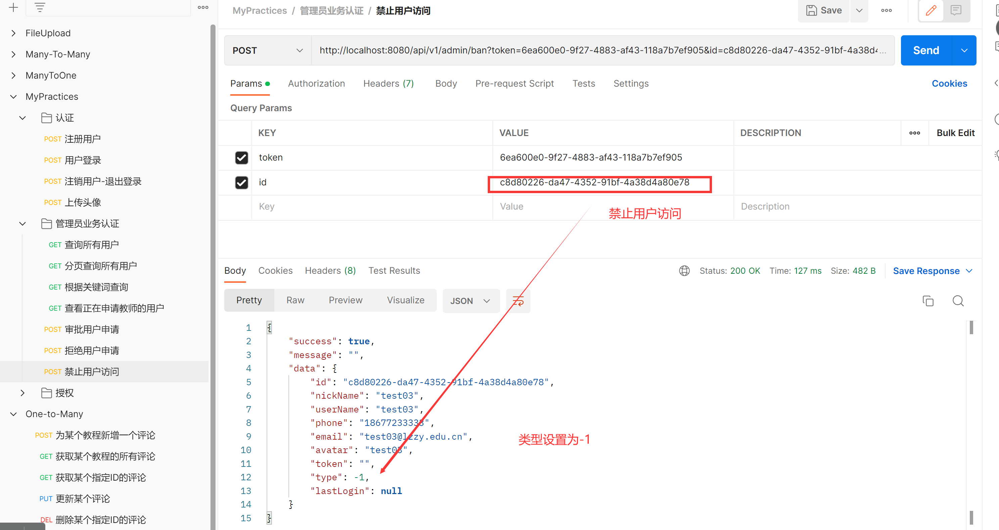 MyPractices / 管理员业务认证 / 禁止用户访问
Save
FileUpload
Many-To-Many
ManyToOne
MyPractices
认证
POST 注册用户
POST 用户登录
POST 注销用户-退出登录
POST 上传头像
管理员业务认证
GET 查询所有用户
GET 分页查询所有用户
GET 根据关键词查询
GET 查看正在申请教师的用户
POST 审批用户申请
POST 拒绝用户申请
POST 禁止用户访问
授权
One-to-Many
POST 为某个教程新增一个评论
GET 获取某个教程的所有评论
GET 获取某个指定ID的评论
PUT 更新某个评论
DEL 删除某个指定ID的评论
POST http://localhost:8080/api/v1/admin/ban?token=6ea600e0-9f27-4883-af43-118a7b7ef905&id=c8d80226-da47-4352-91bf-4a38d4... Send
Params Authorization Headers (7) Body Pre-request Script Tests Settings Cookies
Query Params
KEY VALUE DESCRIPTION Bulk Edit
token 6ea600e0-9f27-4883-af43-118a7b7ef905
id c8d80226-da47-4352-91bf-4a38d4a80e78
Key Value Description
禁止用户访问
Body Cookies Headers (8) Test Results Status: 200 OK Time: 127 ms Size: 482 B Save Response
Pretty Raw Preview Visualize JSON
1 {
2 "success": true,
3 "message": "",
4 "data": {
5 "id": "c8d80226-da47-4352-91bf-4a38d4a80e78",
6 "nickName": "test03",
7 "userName": "test03",
8 "phone": "18677233333",
9 "email": "test03@lzzy.edu.cn",
10 "avatar": "test03",
11 "token": "",
12 "type": -1,
13 "lastLogin": null
14 }
15 }
类型设置为-1